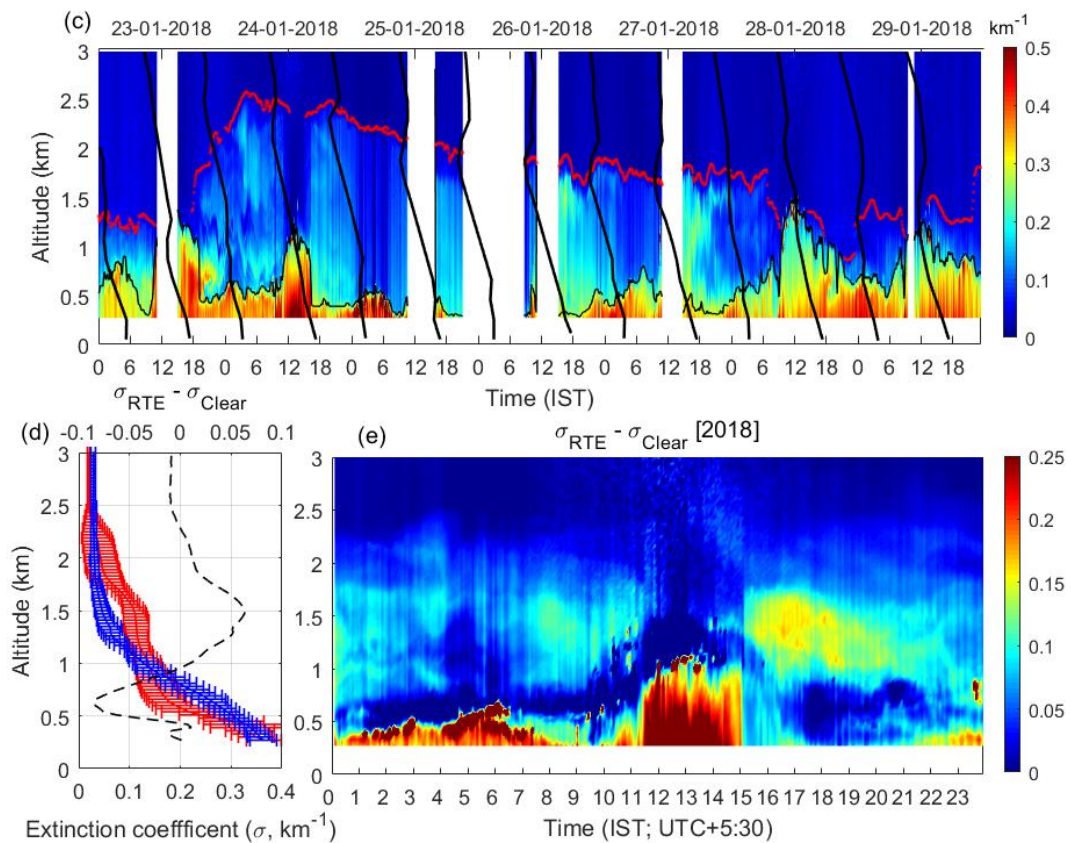 (c) 23-01-2018 24-01-2018 25-01-2018 26-01-2018 27-01-2018 28-01-2018 29-01-2018 km-1
Altitude (km)
3
2.5
2
1.5
1
0.5
0
0.5
0.4
0.3
0.2
0.1
0
0 6 12 18 0 6 12 18 0 6 12 18 0 6 12 18 0 6 12 18 0 6 12 18 0 6 12 18
Time (IST)
σRTE - σClear
(d) -0.1 -0.05 0 0.05 0.1
Altitude (km)
3
2.5
2
1.5
1
0.5
0
0 0.1 0.2 0.3 0.4
Extinction coeffficent (σ, km-1)
(e) σRTE - σClear [2018]
3
2.5
2
1.5
1
0.5
0
0.25
0.2
0.15
0.1
0.05
0
0 1 2 3 4 5 6 7 8 9 10 11 12 13 14 15 16 17 18 19 20 21 22 23
Time (IST; UTC+5:30)